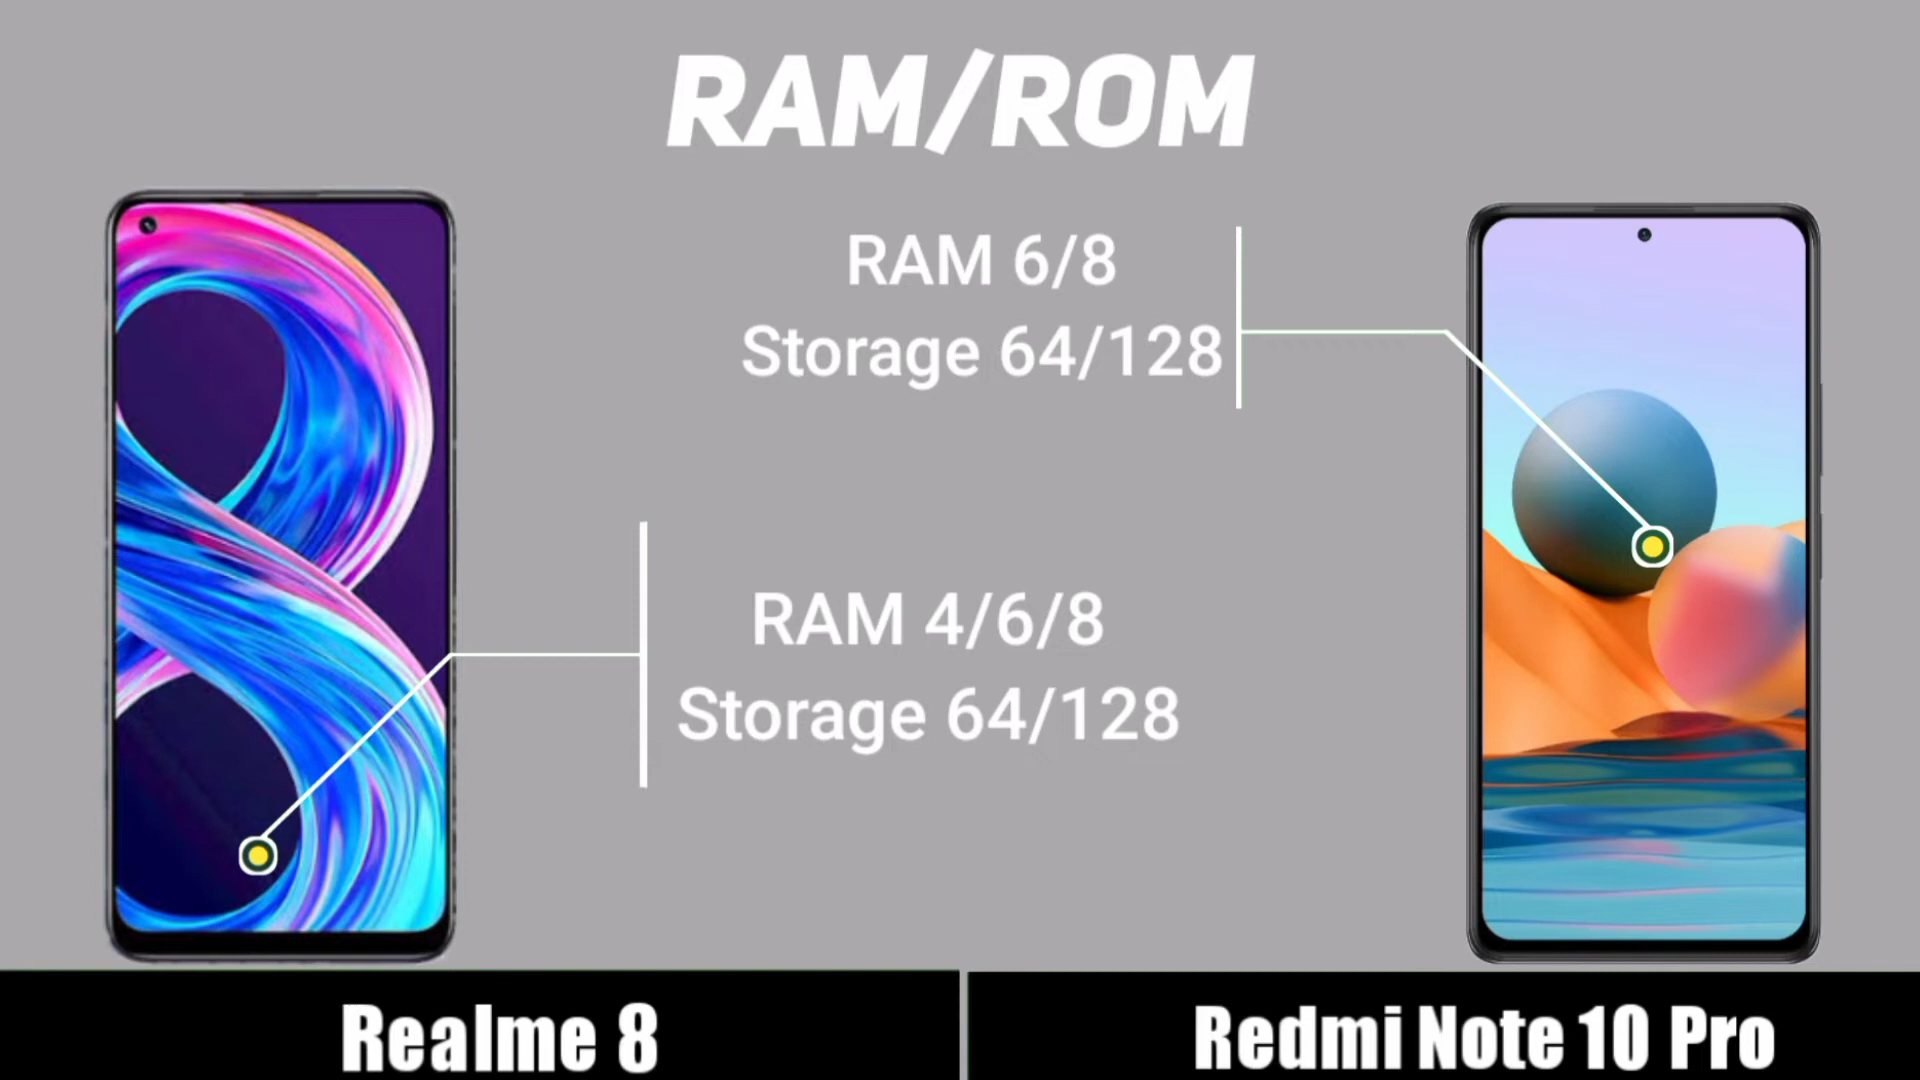 RAM/ROM
RAM 6/8
Storage 64/128
RAM 4/6/8
Storage 64/128
Realme 8
Redmi Note 10 Pro